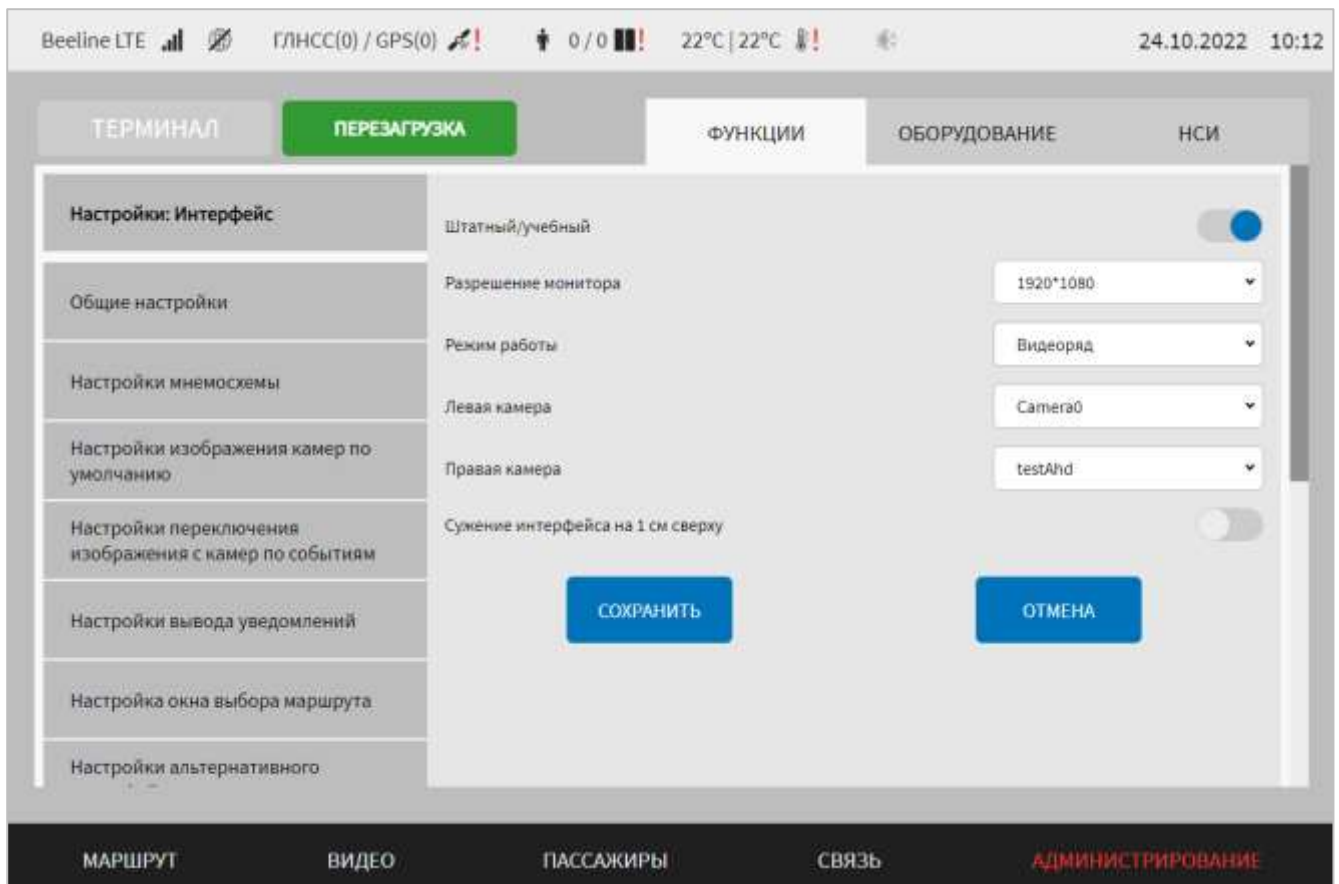 Beeline LTE ГЛНСС(0) / GPS(0) ! 0 / 0 ! 22°C | 22°C ! 24.10.2022 10:12
ТЕРМИНАЛ ПЕРЕЗАГРУЗКА ФУНКЦИИ ОБОРУДОВАНИЕ НСИ
Настройки: Интерфейс
Общие настройки
Настройки мнемосхемы
Настройки изображения камер по
умолчанию
Настройки переключения
изображения с камер по событиям
Настройки вывода уведомлений
Настройка окна выбора маршрута
Настройки альтернативного
Штатный/учебный
Разрешение монитора 1920*1080
Режим работы Видеоряд
Левая камера Camera0
Правая камера testAhd
Сужение интерфейса на 1 см сверху
СОХРАНИТЬ ОТМЕНА
МАРШРУТ ВИДЕО ПАССАЖИРЫ СВЯЗЬ АДМИНИСТРИРОВАНИЕ